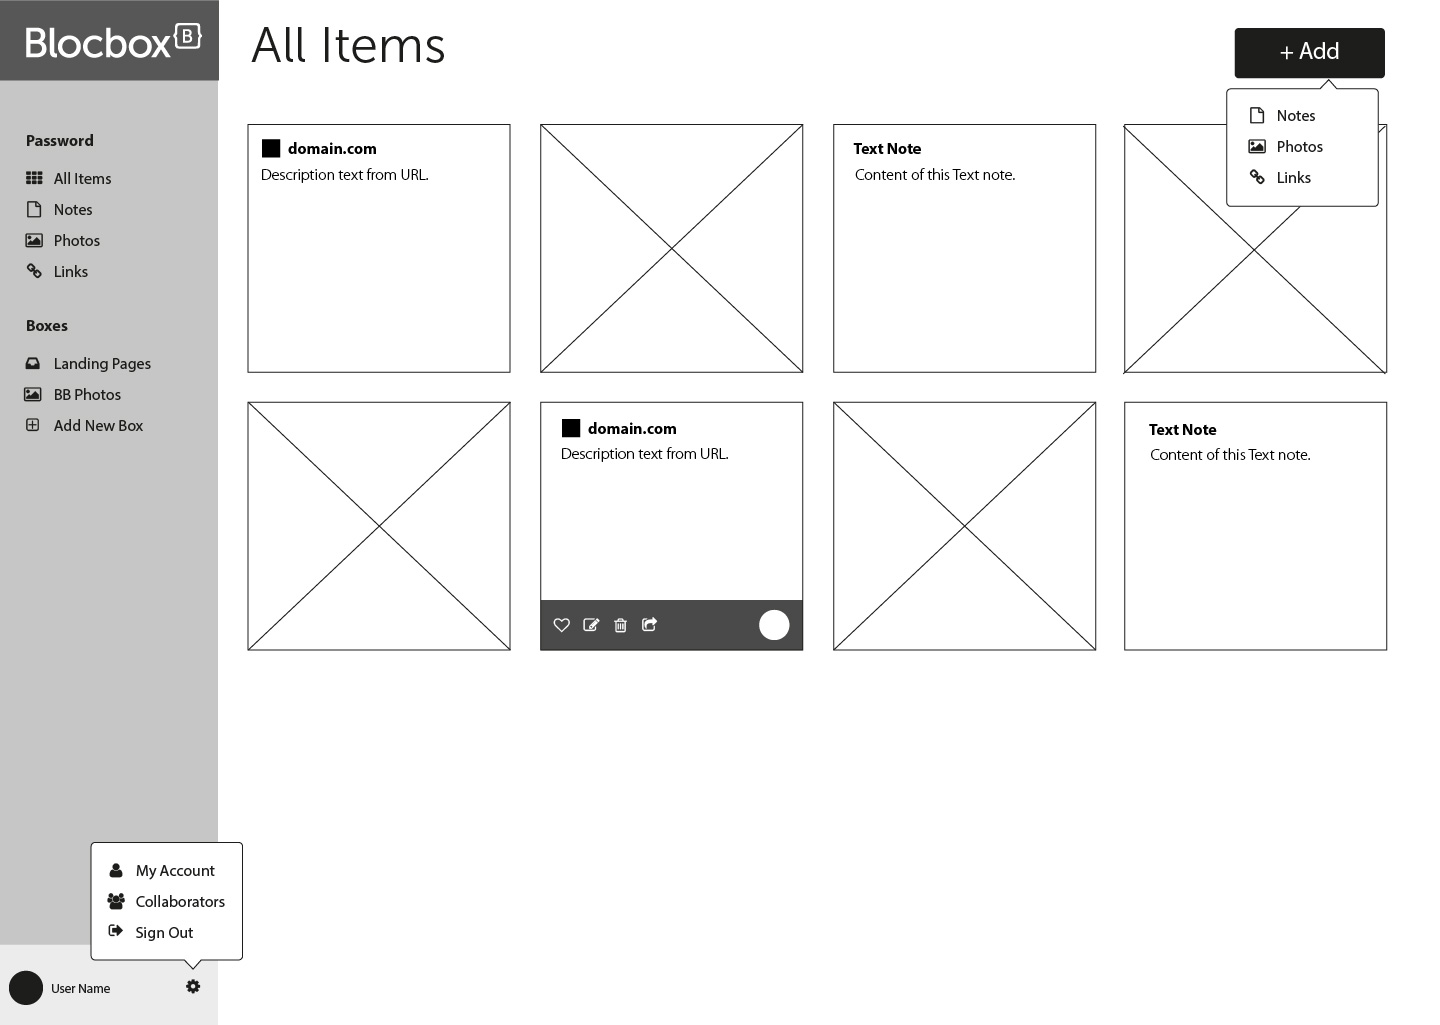 Blocbox B
Password
All Items
Notes
Photos
Links
Boxes
Landing Pages
BB Photos
Add New Box
My Account
Collaborators
Sign Out
User Name
All Items
+ Add
Notes
Photos
Links
domain.com
Description text from URL.
Text Note
Content of this Text note.
domain.com
Description text from URL.
Text Note
Content of this Text note.